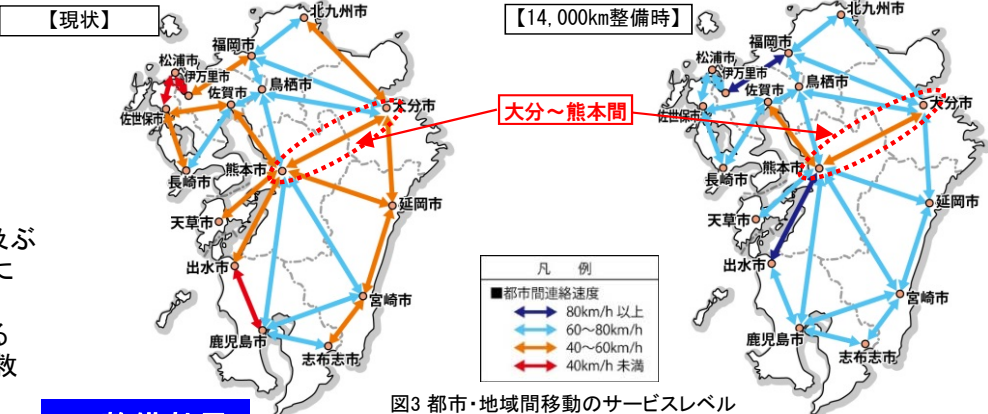 【現状】
北九州市
福岡市
松浦市
伊万里市
鳥栖市
佐賀市
大分市
佐世保市
熊本市
長崎市
天草市
延岡市
出水市
宮崎市
鹿児島市
志布志市
大分~熊本間
【14,000km整備時】
北九州市
福岡市
松浦市
伊万里市
鳥栖市
佐賀市
大分市
佐世保市
熊本市
長崎市
天草市
延岡市
出水市
宮崎市
鹿児島市
志布志市
凡 例
■都市間連絡速度
80km/h 以上
60~80km/h
40~60km/h
40km/h 未満
及ぶ
る
救
図3 都市・地域間移動のサービスレベル